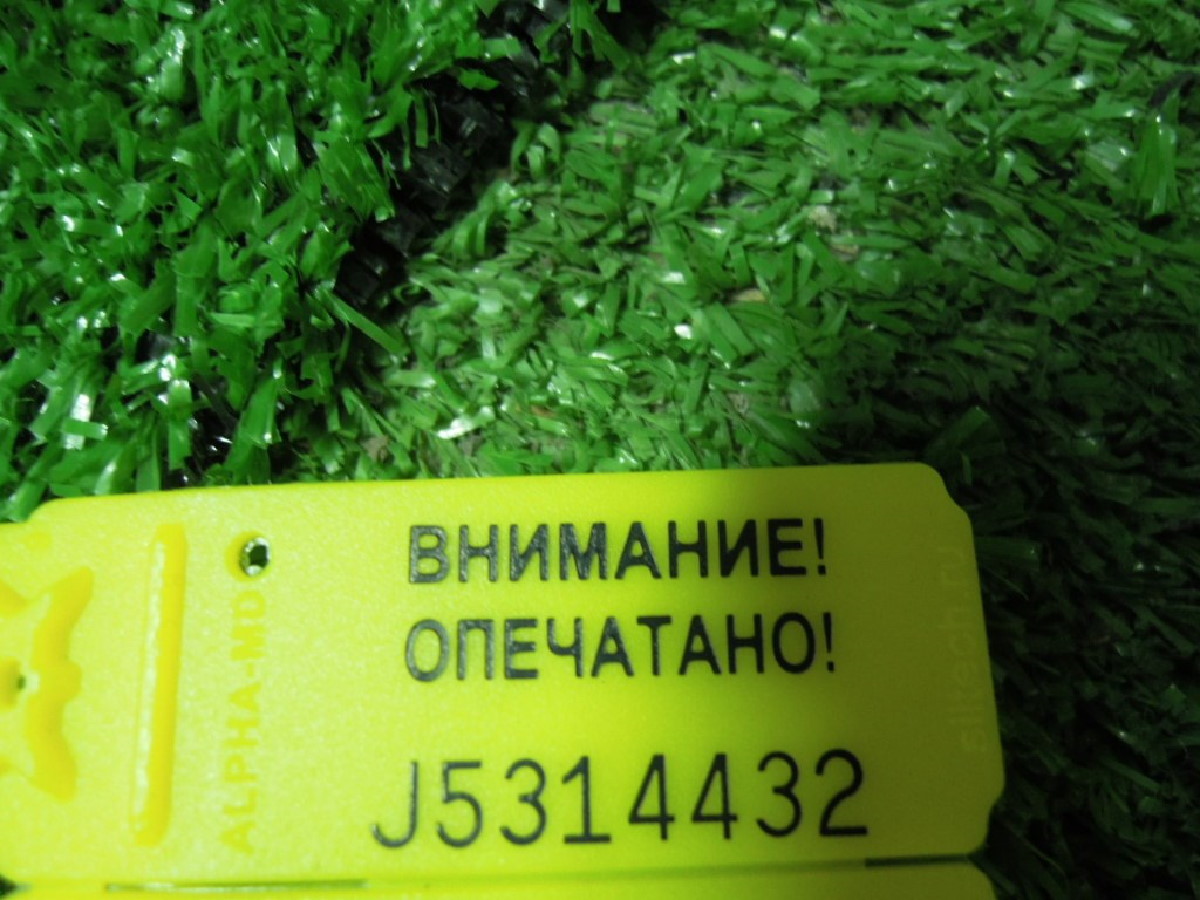 ВНИМАНИЕ!
ОПЕЧАТАНО!
J5314432
ALPHA-MD